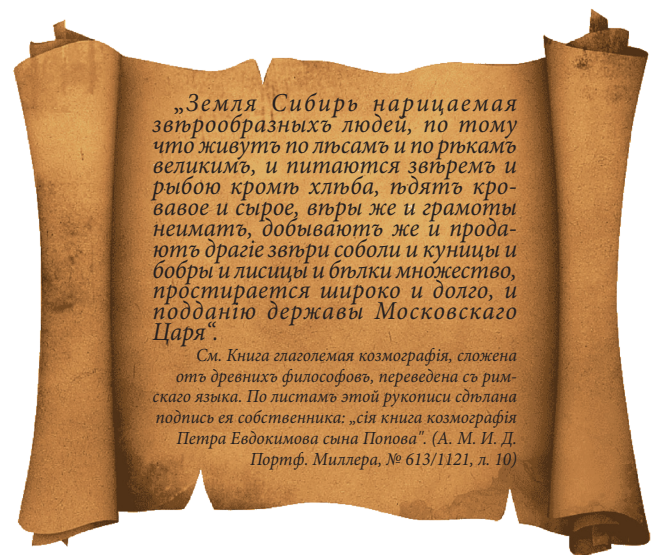 „Земля Сибирь нарицаемая
звѣрообразныхъ людей, по тому
что живутъ по лѣсамъ и по рѣкамъ
великимъ, и питаются звѣремъ и
рыбою кромѣ хлѣба, ѣдятъ кро-
вавое и сырое, вѣры же и грамоты
неиматъ, добываютъ же и прода-
ютъ драгіе звѣри соболи и куницы и
бобры и лисицы и бѣлки множество,
простирается широко и долго, и
подданію державы Московскаго
Царя“.
См. Книга глаголемая козмографія, сложена
отъ древнихъ философовъ, переведена съ рим-
скаго языка. По листамъ этой рукописи сдѣлана
подпись ея собственника: „сія книга козмографія
Петра Евдокимова сына Попова". (А. М. И. Д.
Портф. Миллера, № 613/1121, л. 10)